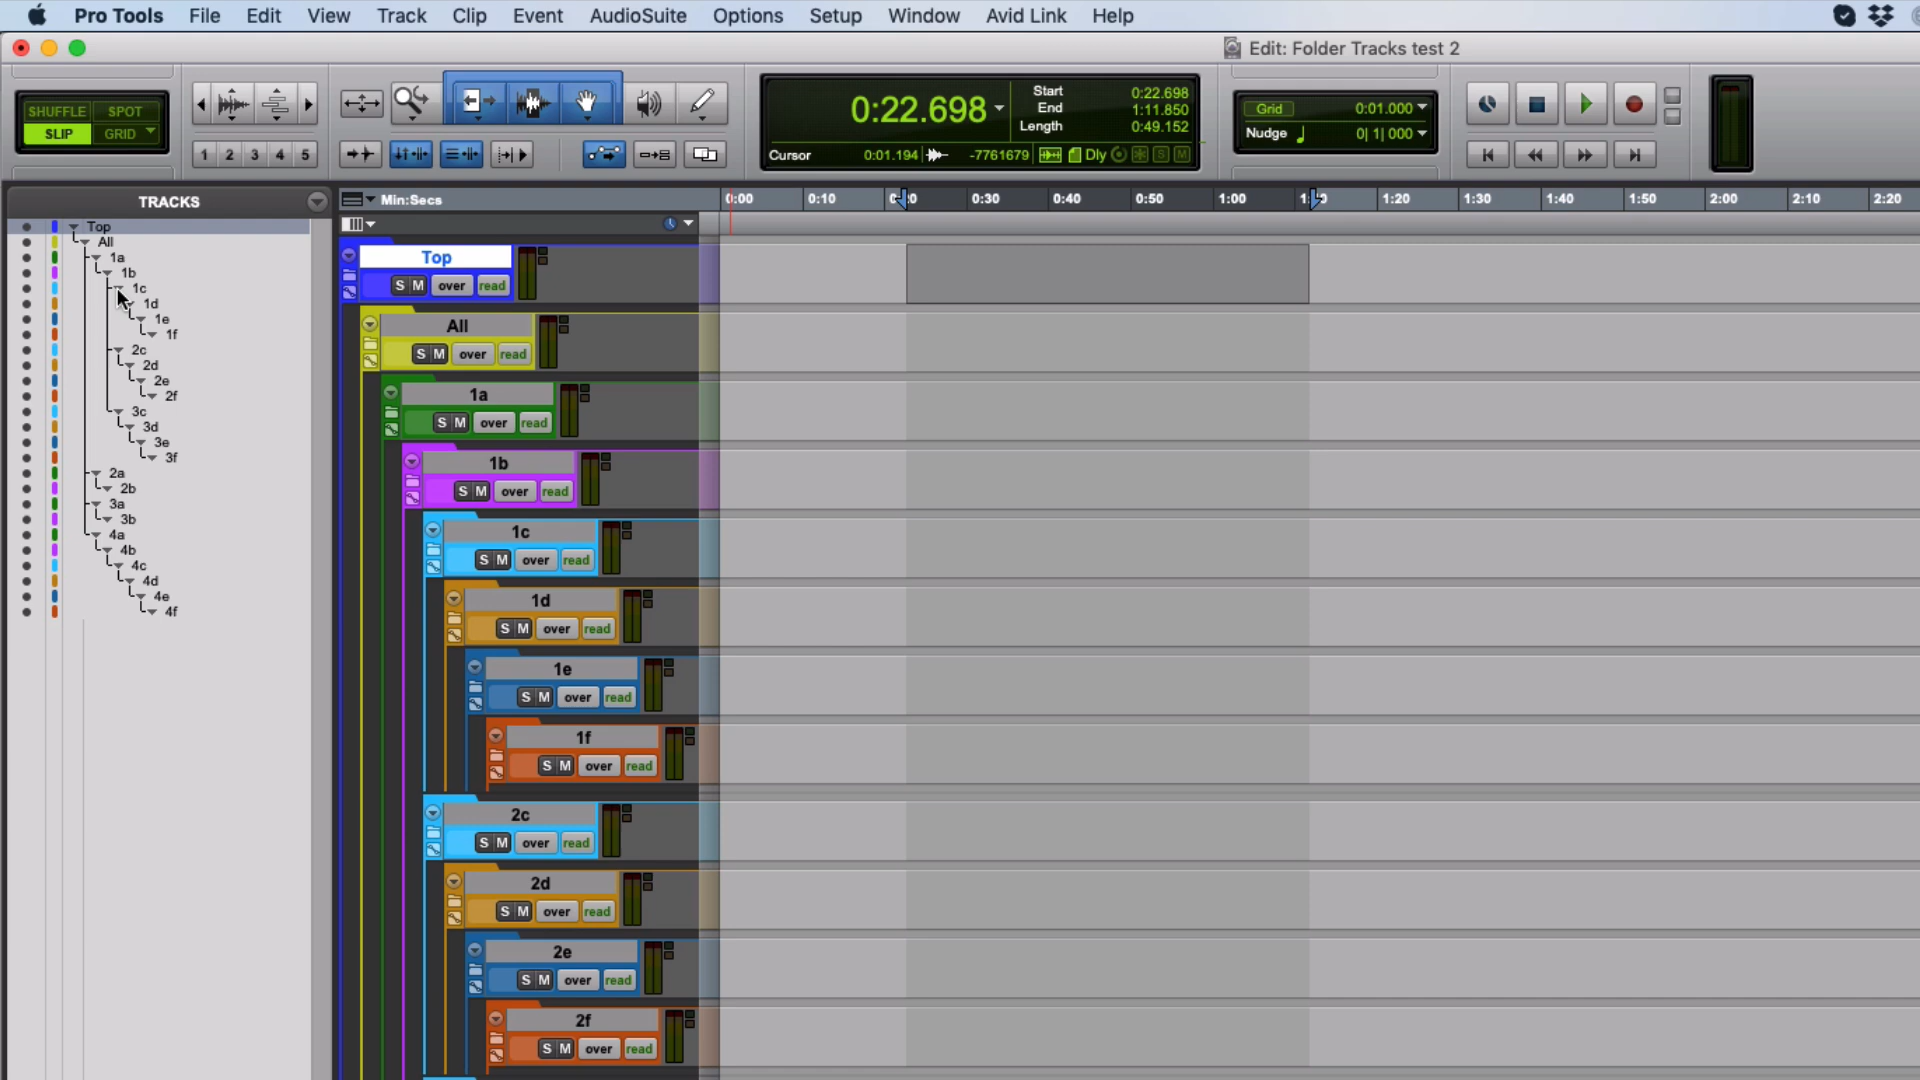 Pro Tools File Edit View Track Clip Event AudioSuite Options Setup Window Avid Link Help
Edit: Folder Tracks test 2
SHUFFLE SPOT
SLIP GRID
1 2 3 4 5
0:22.698
Start 0:22.698
End 1:11.850
Length 0:49.152
Cursor 0:01.194 -7761679 Dly S M
Grid 0:01.000
Nudge 0| 1| 000
TRACKS
Top
All
1a
1b
1c
1d
1e
1f
2c
2d
2e
2f
3c
3d
3e
3f
2a
2b
3a
3b
4a
4b
4c
4d
4e
4f
Min:Secs 0:00 0:10 0:30 0:40 0:50 1:00 1:20 1:30 1:40 1:50 2:00 2:10 2:20
Top
S M over read
All
S M over read
1a
S M over read
1b
S M over read
1c
S M over read
1d
S M over read
1e
S M over read
1f
S M over read
2c
S M over read
2d
S M over read
2e
S M over read
2f
S M over read